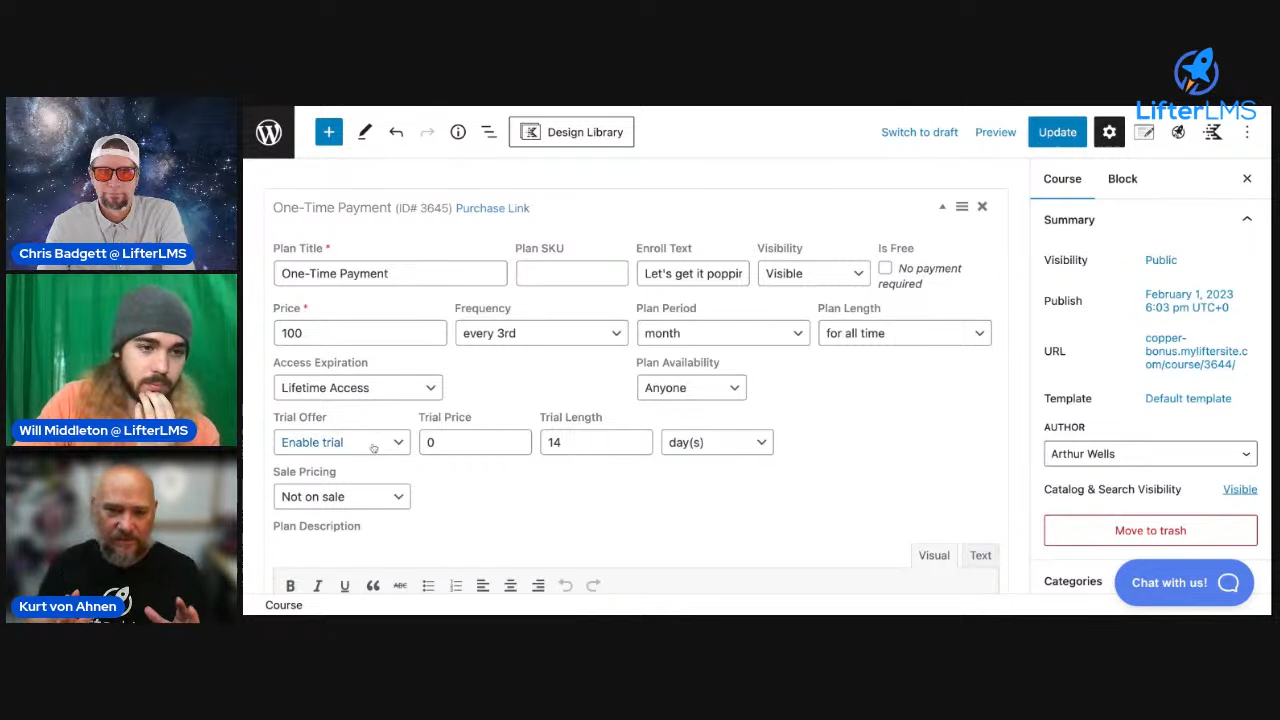 LifterLMS
Design Library
Switch to draft
Preview
Update
Chris Badgett @ LifterLMS
Will Middleton @ LifterLMS
Kurt von Ahnen
One-Time Payment (ID# 3645) Purchase Link
Plan Title *
Plan SKU
Enroll Text
Visibility
Is Free
One-Time Payment
Let's get it poppir
Visible
No payment
required
Price *
Frequency
Plan Period
Plan Length
100
every 3rd
month
for all time
Access Expiration
Plan Availability
Lifetime Access
Anyone
Trial Offer
Trial Price
Trial Length
Enable trial
0
14
day(s)
Sale Pricing
Not on sale
Plan Description
Visual
Text
B I U ABC
Course
Course
Block
Summary
Visibility
Public
Publish
February 1, 2023
6:03 pm UTC+0
URL
copper-
bonus.myliftersite.c
om/course/3644/
Template
Default template
AUTHOR
Arthur Wells
Catalog & Search Visibility
Visible
Move to trash
Categories
Chat with us!